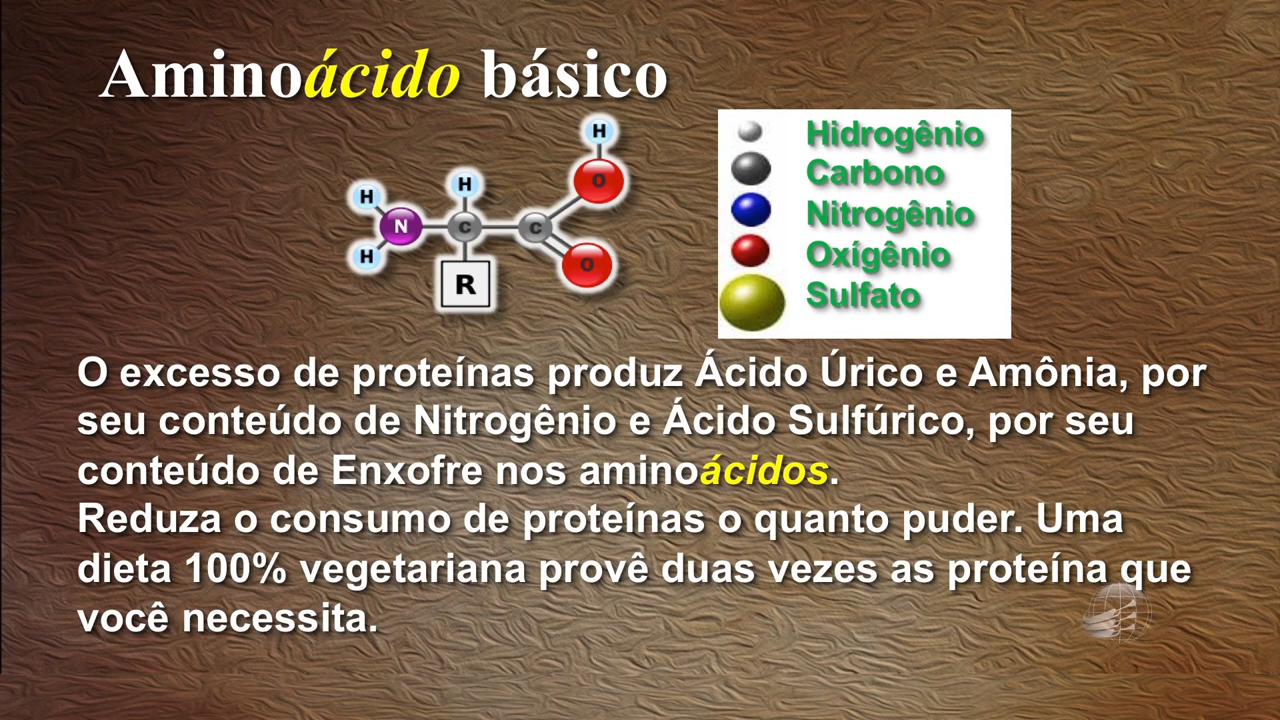 Aminoácido básico
H
O
H
H
N
C
C
H
O
R
Hidrogênio
Carbono
Nitrogênio
Oxígênio
Sulfato
O excesso de proteínas produz Ácido Úrico e Amônia, por
seu conteúdo de Nitrogênio e Ácido Sulfúrico, por seu
conteúdo de Enxofre nos aminoácidos.
Reduza o consumo de proteínas o quanto puder. Uma
dieta 100% vegetariana provê duas vezes as proteína que
você necessita.